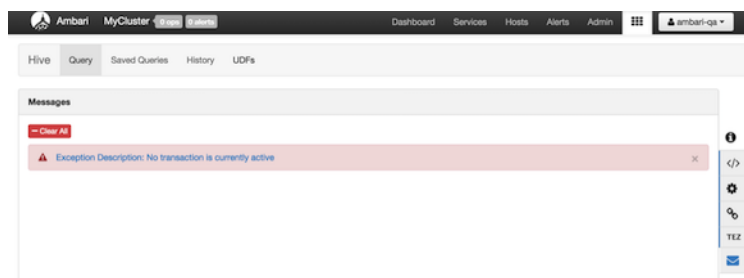 Ambari MyCluster 0 ops 0 alerts Dashboard Services Hosts Alerts Admin ambari-qa
Hive Query Saved Queries History UDFs
Messages
Clear All
Exception Description: No transaction is currently active ×
</>
TEZ